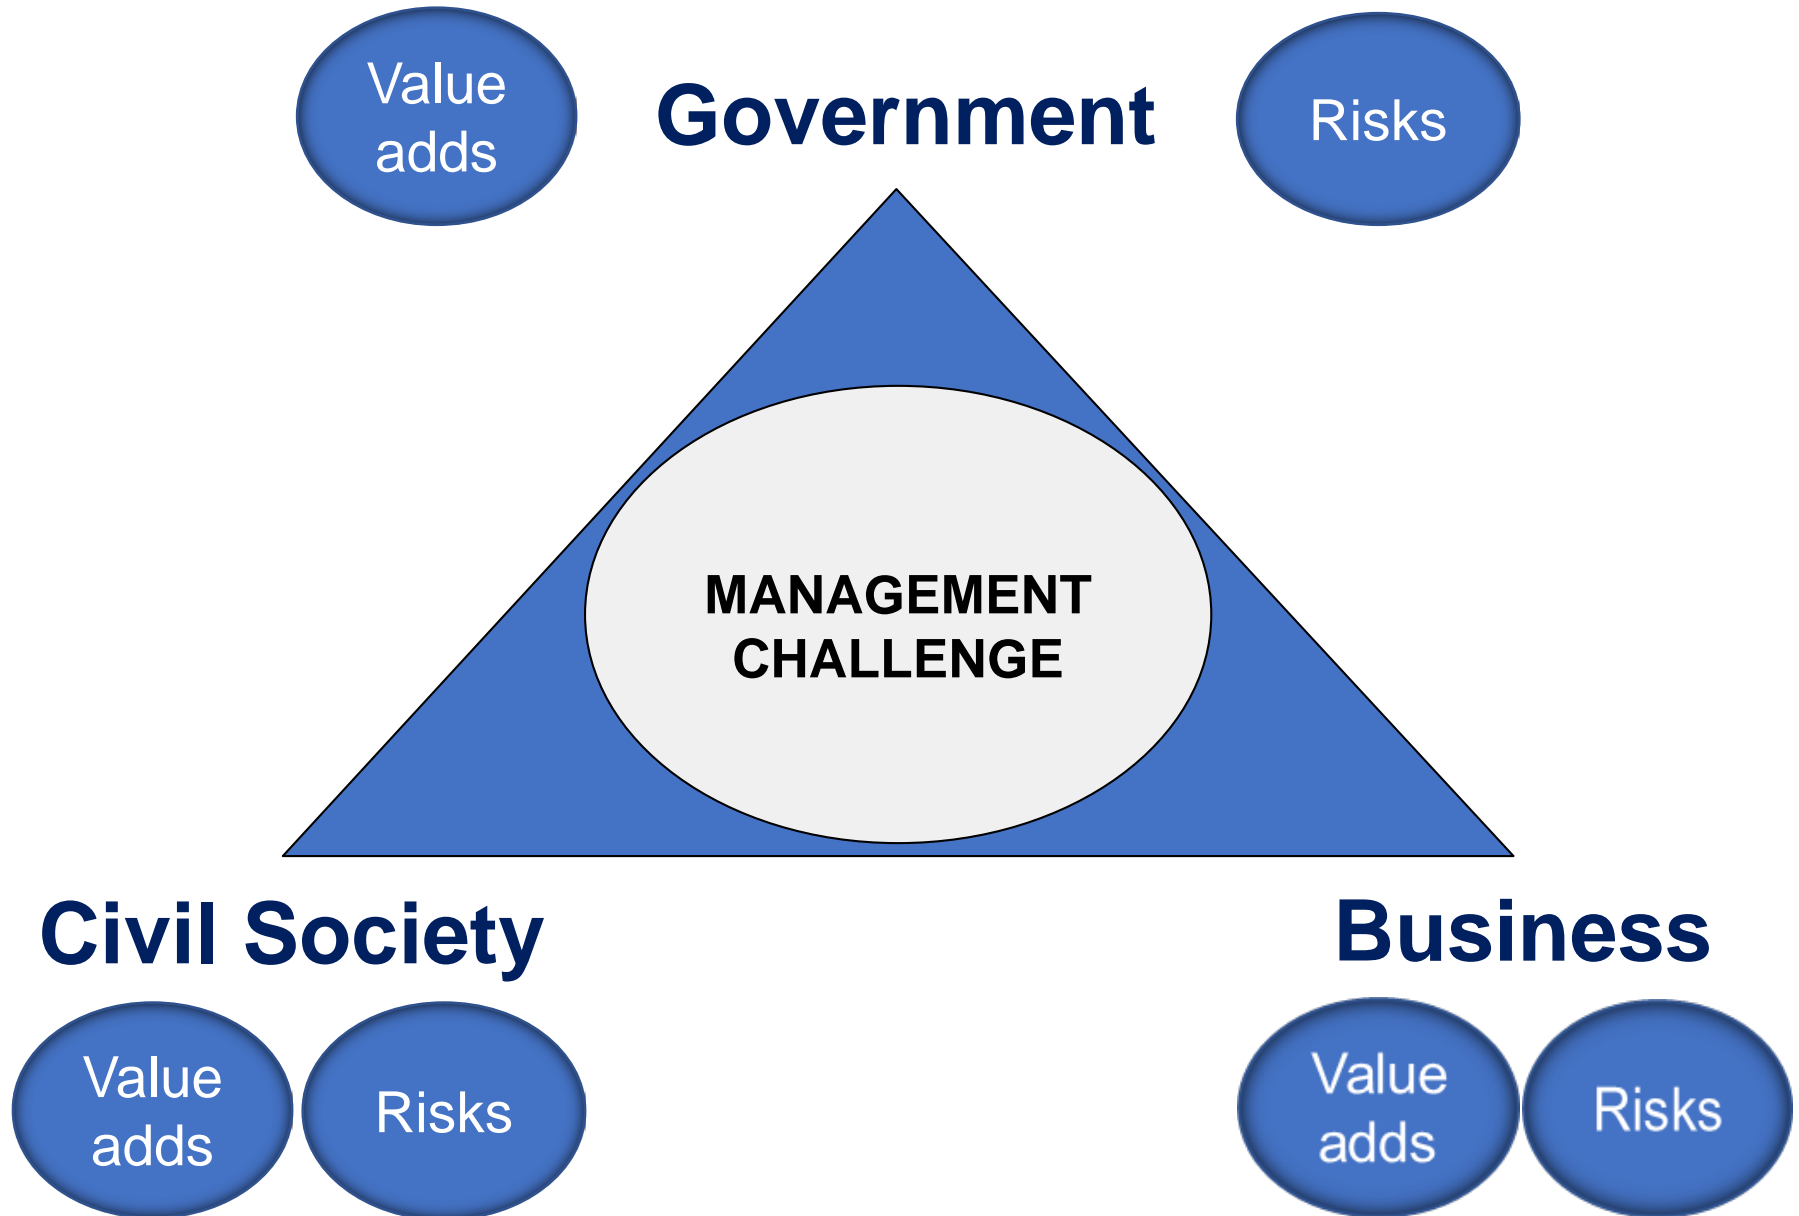 Value
adds
Government
Risks
MANAGEMENT
CHALLENGE
Civil Society
Business
Value
adds
Risks
Value
adds
Risks